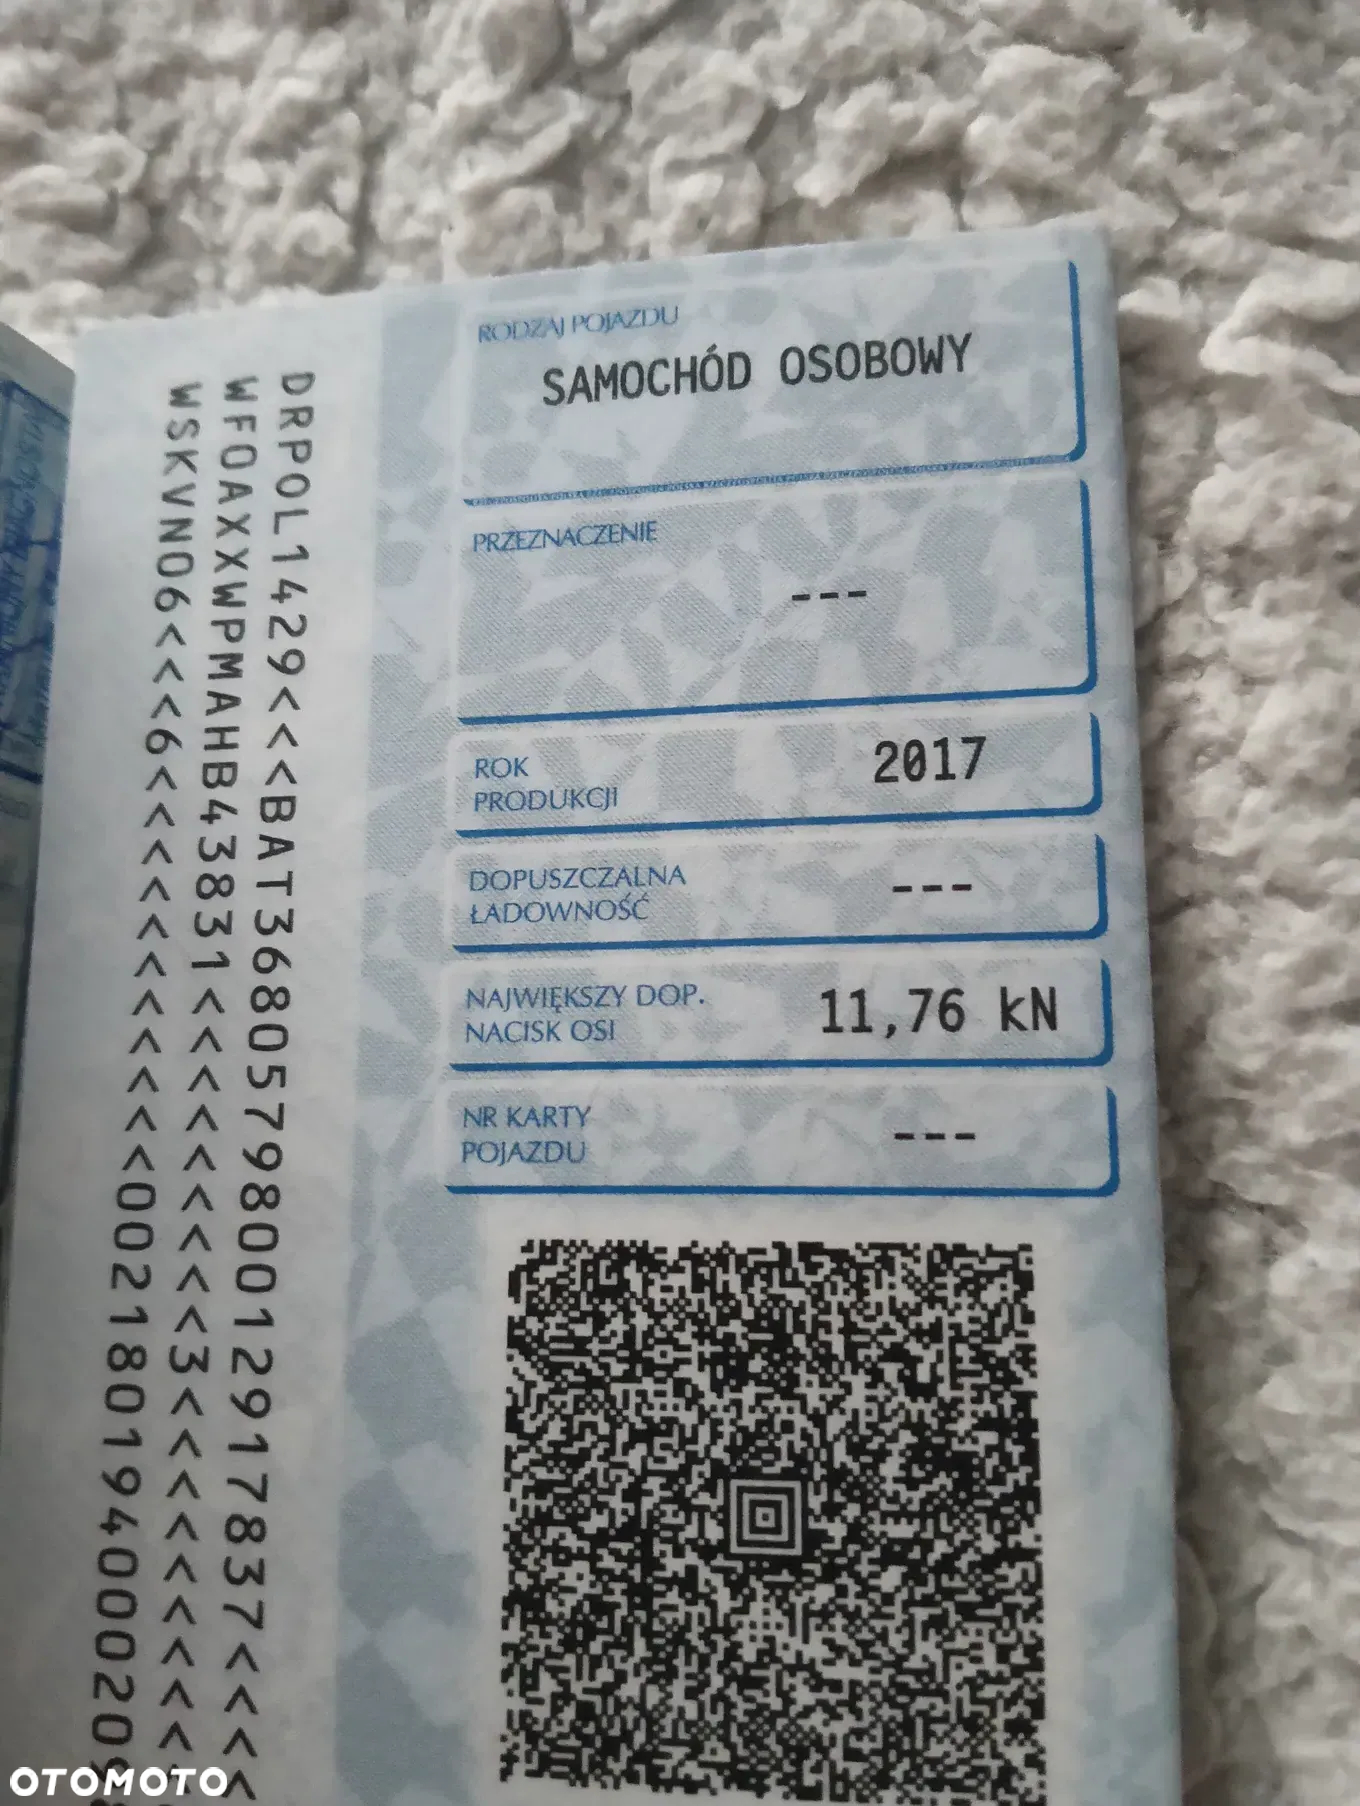 RODZAJ POJAZDU
SAMOCHÓD OSOBOWY
PRZEZNACZENIE
---
ROK
PRODUKCJI
2017
DOPUSZCZALNA
ŁADOWNOŚĆ
---
NAJWIĘKSZY DOP.
NACISK OSI
11,76 kN
NR KARTY
POJAZDU
---
DRPOL1429<<<BAT368057980012917837<<<<
WF0AXXWPMAHB43831<<<<<<<3<<<<<<<<
WSKVN06<<<6<<<<<<<<00218019400020
OTOMOTO